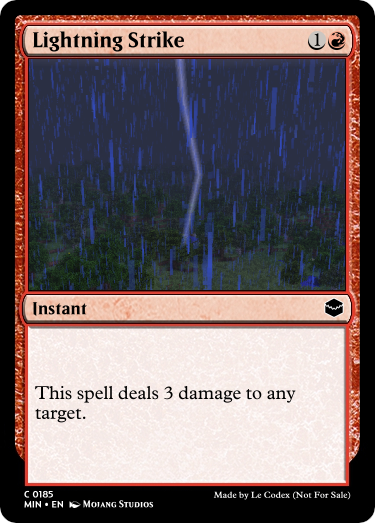 Lightning Strike 1
Instant
This spell deals 3 damage to any
target.
C 0185
MIN • EN Mojang Studios
Made by Le Codex (Not For Sale)